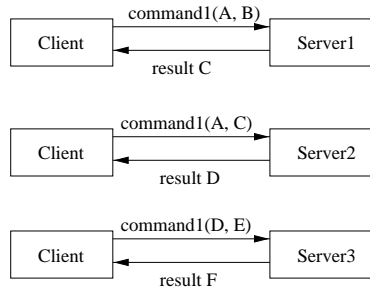 command1(A, B)
Client
Server1
result C
command1(A, C)
Client
Server2
result D
command1(D, E)
Client
Server3
result F